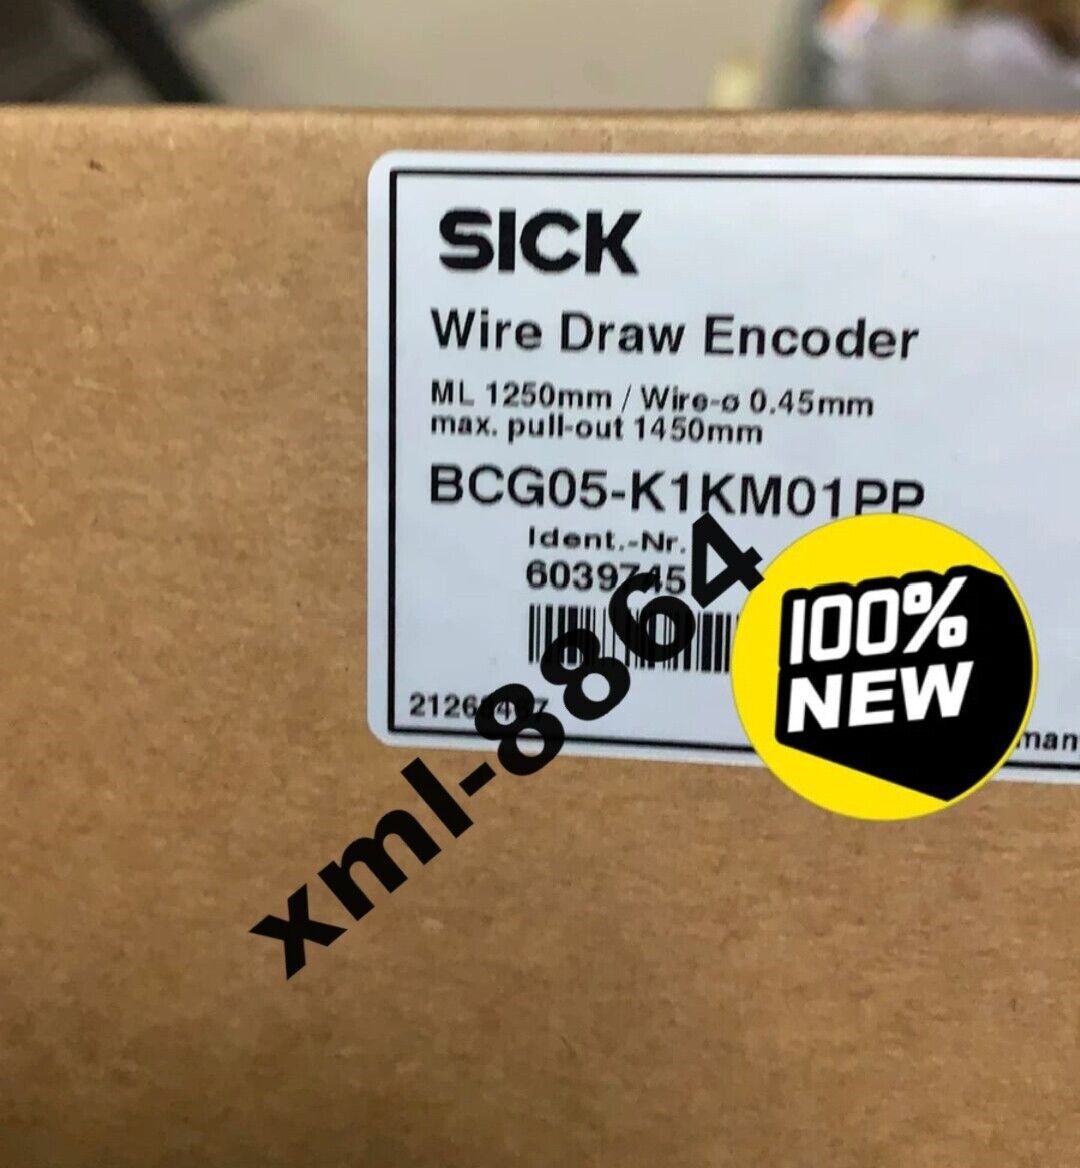 SICK
Wire Draw Encoder
ML 1250mm / Wire-ø 0.45mm
max. pull-out 1450mm
BCG05-K1KM01PP
Ident.-Nr.
6039745
100%
NEW
xml-8864